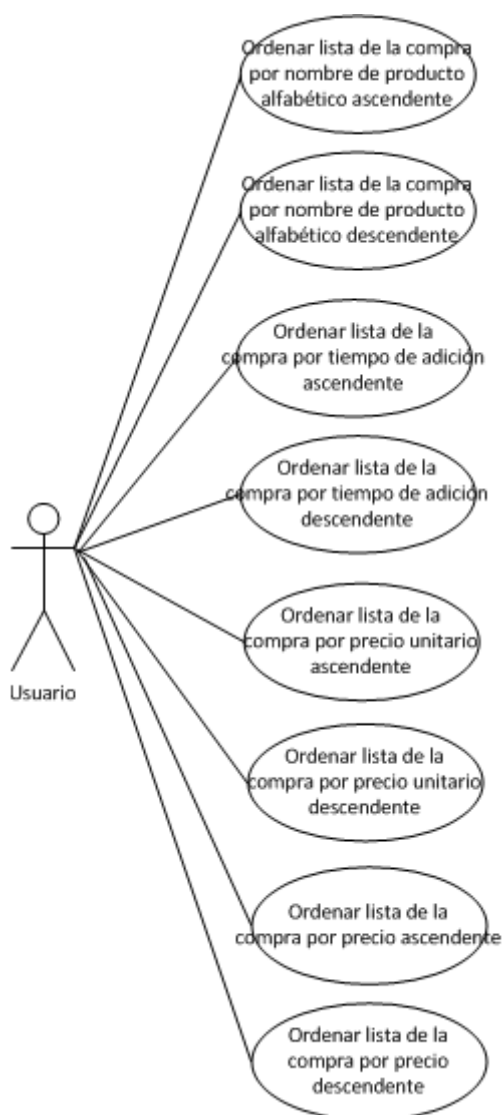 Ordenar lista de la compra
por nombre de producto
alfabético ascendente
Ordenar lista de la compra
por nombre de producto
alfabético descendente
Ordenar lista de la
compra por tiempo de adición
ascendente
Ordenar lista de la
compra por tiempo de adición
descendente
Ordenar lista de la
compra por precio unitario
ascendente
Usuario
Ordenar lista de la
compra por precio unitario
descendente
Ordenar lista de la
compra por precio ascendente
Ordenar lista de la
compra por precio
descendente